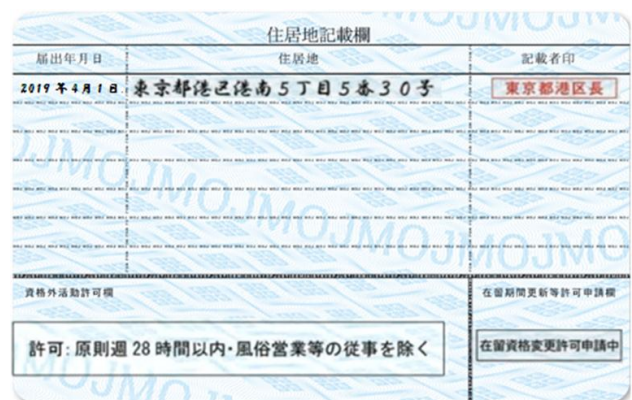 住居地記載欄
届出年月日 住居地 記載者印
2019年4月1日 東京都港区港南5丁目5番30号 東京都港区長
資格外活動許可欄 在留期間更新等許可申請欄
許可: 原則週28時間以内・風俗営業等の従事を除く 在留資格変更許可申請中
MOJMOJMOJMOJMOJMO